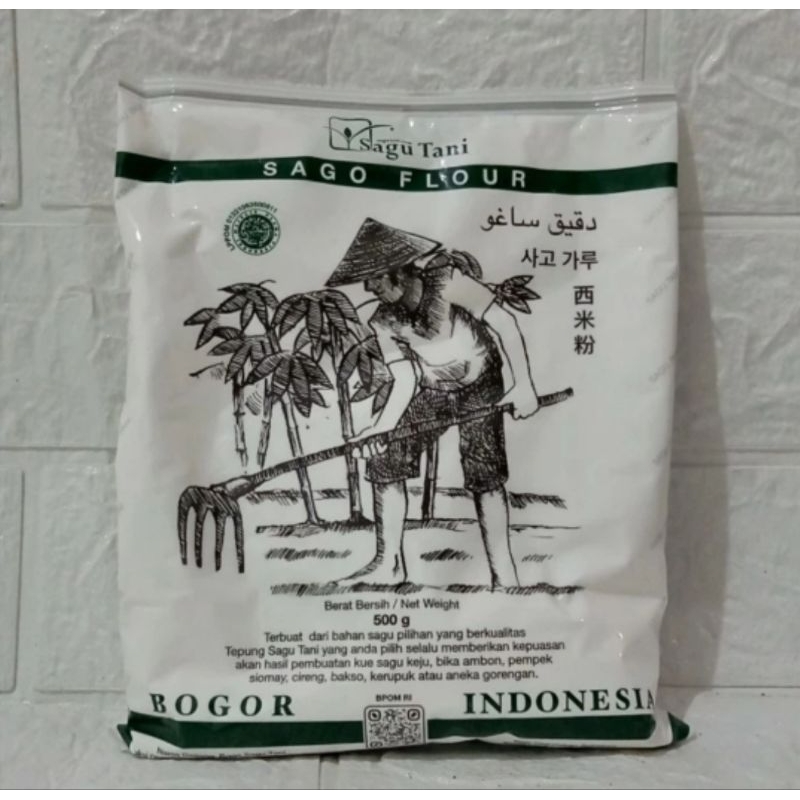 Sagu Tani
SAGO FLOUR
دقيق ساغو
사고 가루
西
米
粉
Berat Bersih / Net Weight
500 g
Terbuat dari bahan sagu pilihan yang berkualitas
Tepung Sagu Tani yang anda pilih selalu memberikan kepuasan
akan hasil pembuatan kue sagu keju, bika ambon, pempek
siomay, cireng, bakso, kerupuk atau aneka gorengan.
BOGOR
BPOM RI
INDONESIA